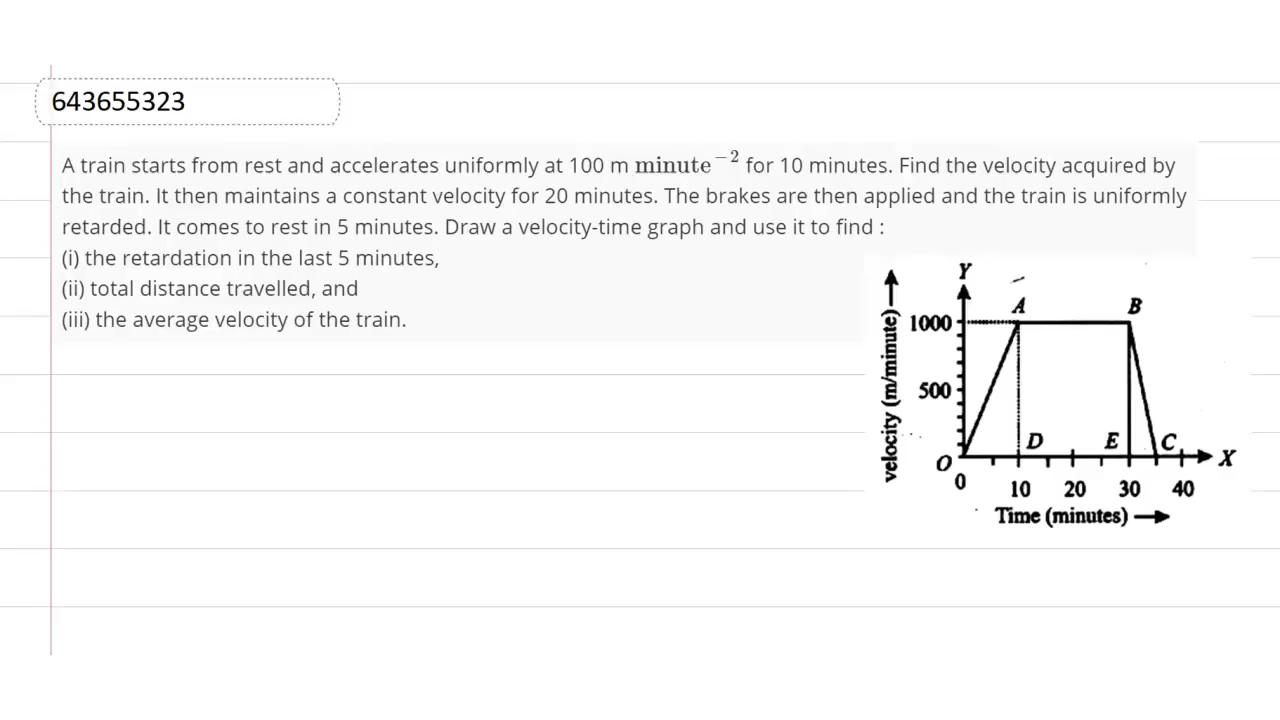 643655323
A train starts from rest and accelerates uniformly at 100 m minute⁻² for 10 minutes. Find the velocity acquired by
the train. It then maintains a constant velocity for 20 minutes. The brakes are then applied and the train is uniformly
retarded. It comes to rest in 5 minutes. Draw a velocity-time graph and use it to find :
(i) the retardation in the last 5 minutes,
(ii) total distance travelled, and
(iii) the average velocity of the train.
Y
A B
1000
500
velocity (m/minute)
D E C
O X
0 10 20 30 40
Time (minutes)